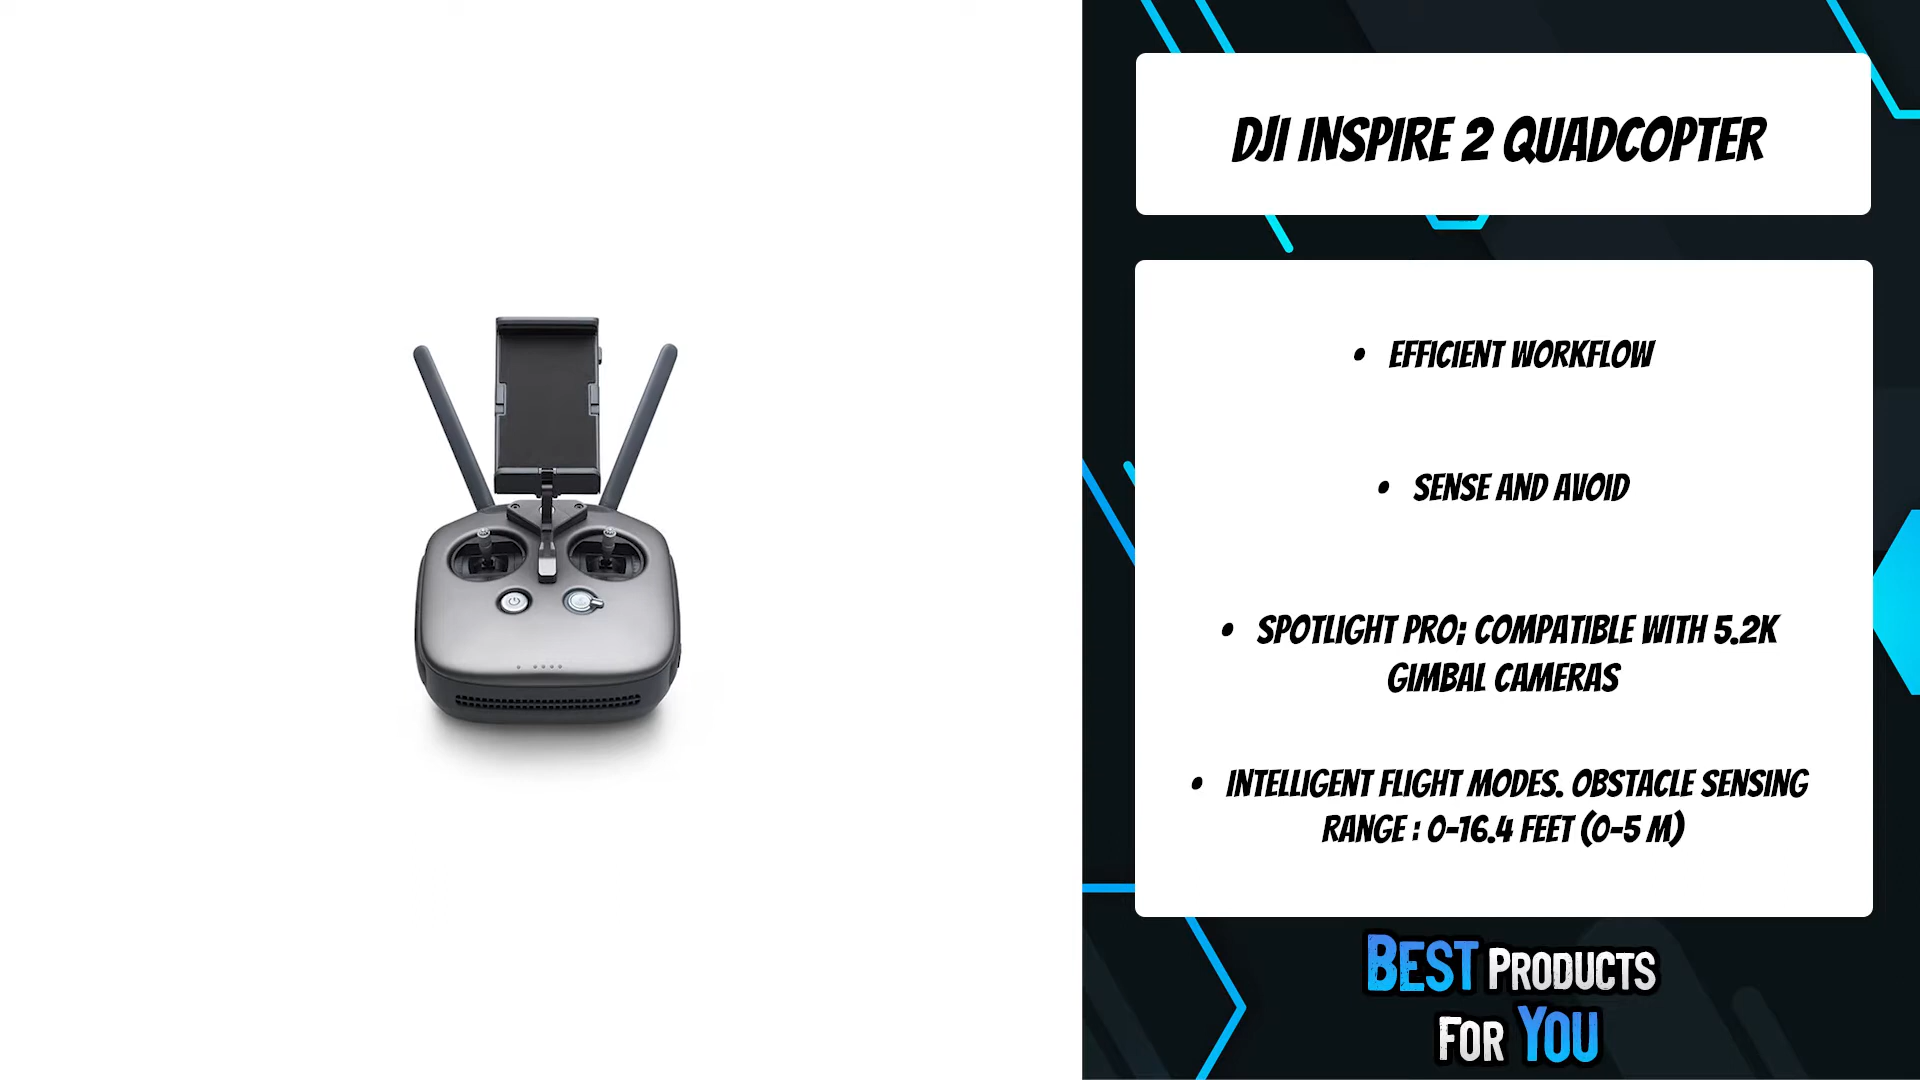 DJI INSPIRE 2 QUADCOPTER
• EFFICIENT WORKFLOW
• SENSE AND AVOID
• SPOTLIGHT PRO; COMPATIBLE WITH 5.2K
GIMBAL CAMERAS
• INTELLIGENT FLIGHT MODES. OBSTACLE SENSING
RANGE : 0-16.4 FEET (0-5 M)
BEST PRODUCTS
FOR YOU